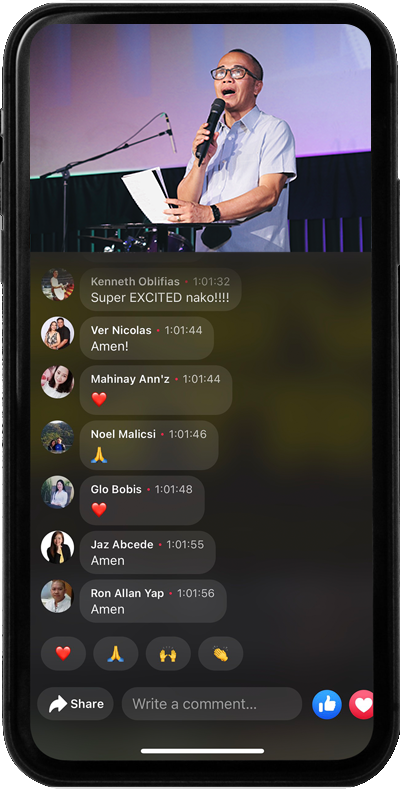 Kenneth Oblifias • 1:01:32
Super EXCITED nako!!!!
Ver Nicolas • 1:01:44
Amen!
Mahinay Ann'z • 1:01:44
❤️
Noel Malicsi • 1:01:46
🙏
Glo Bobis • 1:01:48
❤️
Jaz Abcede • 1:01:55
Amen
Ron Allan Yap • 1:01:56
Amen
❤️ 🙏 🙌 👏
Share Write a comment...